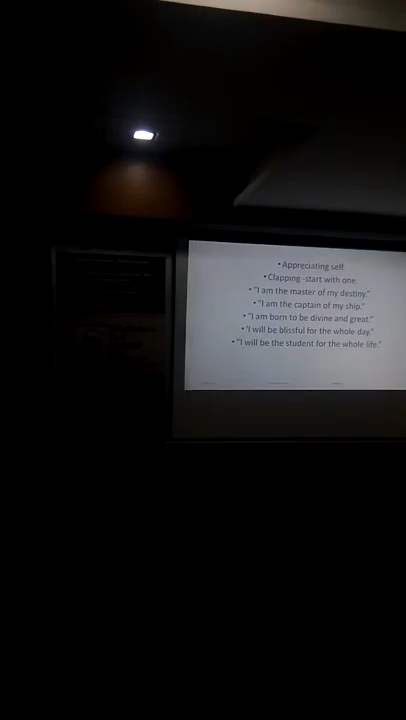 •Appreciating self.
•Clapping -start with one.
•"I am the master of my destiny."
•"I am the captain of my ship."
•"I am born to be divine and great."
•"I will be blissful for the whole day."
•"I will be the student for the whole life."